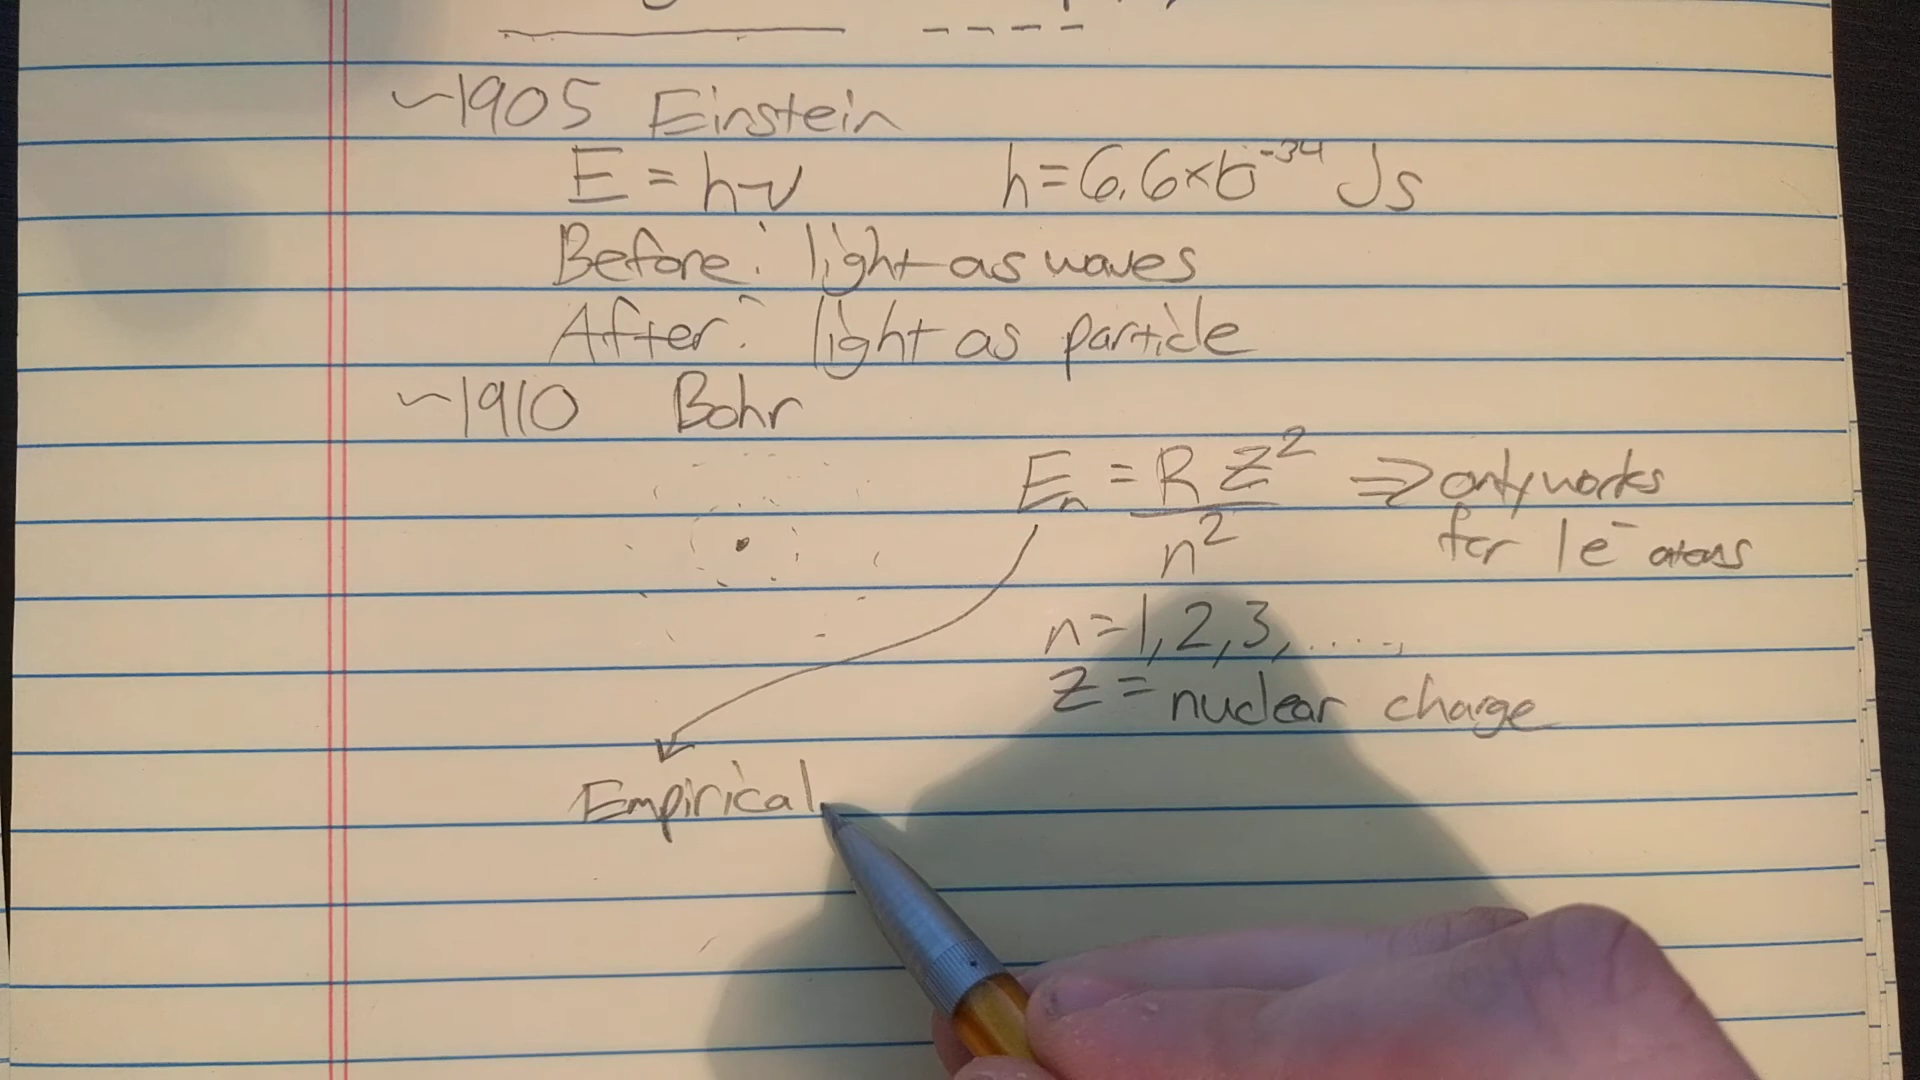 ~1905 Einstein
E = hν h = 6.6×10⁻³⁴ Js
Before: light as waves
After: light as particle
~1910 Bohr
Eₙ = R Z² ⇒ only works
n² for 1e⁻ atoms
n = 1, 2, 3, .....
Z = nuclear charge
Empirical